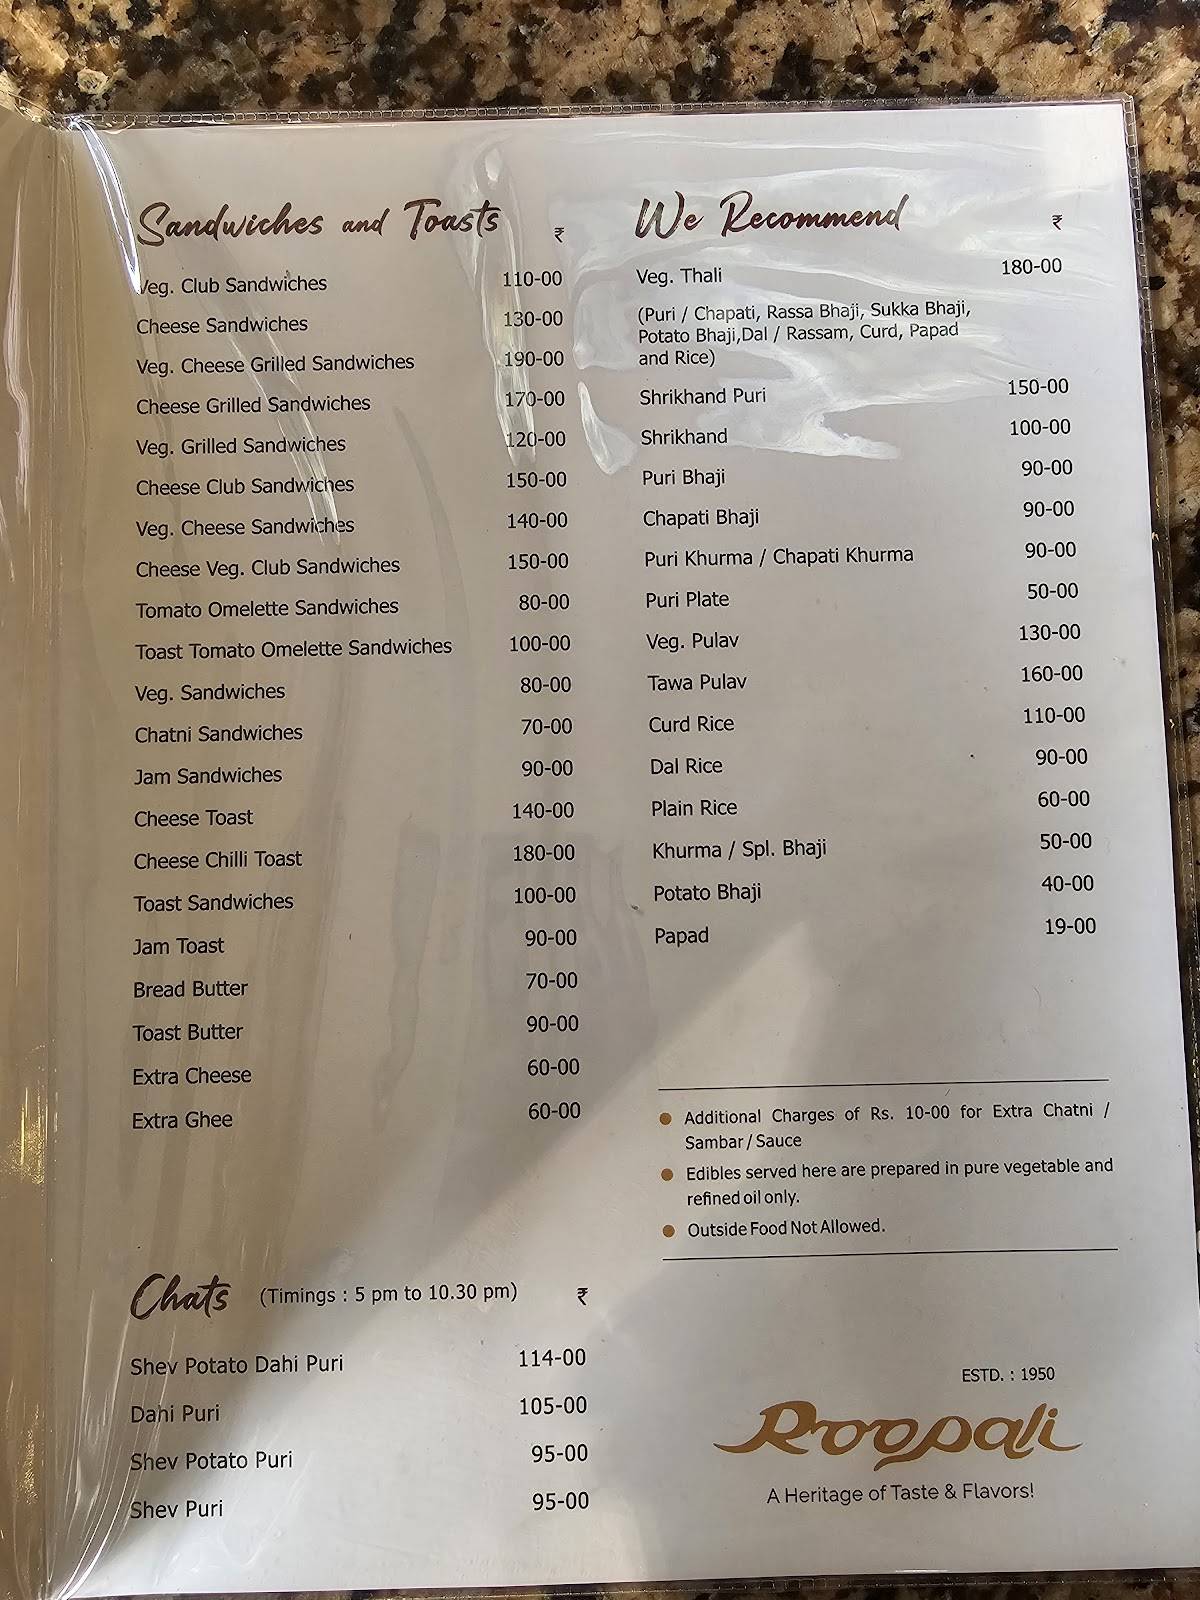 Sandwiches and Toasts ₹
Veg. Club Sandwiches 110-00
Cheese Sandwiches 130-00
Veg. Cheese Grilled Sandwiches 190-00
Cheese Grilled Sandwiches 170-00
Veg. Grilled Sandwiches 120-00
Cheese Club Sandwiches 150-00
Veg. Cheese Sandwiches 140-00
Cheese Veg. Club Sandwiches 150-00
Tomato Omelette Sandwiches 80-00
Toast Tomato Omelette Sandwiches 100-00
Veg. Sandwiches 80-00
Chatni Sandwiches 70-00
Jam Sandwiches 90-00
Cheese Toast 140-00
Cheese Chilli Toast 180-00
Toast Sandwiches 100-00
Jam Toast 90-00
Bread Butter 70-00
Toast Butter 90-00
Extra Cheese 60-00
Extra Ghee 60-00
Chats (Timings : 5 pm to 10.30 pm) ₹
Shev Potato Dahi Puri 114-00
Dahi Puri 105-00
Shev Potato Puri 95-00
Shev Puri 95-00
We Recommend ₹
Veg. Thali 180-00
(Puri / Chapati, Rassa Bhaji, Sukka Bhaji,
Potato Bhaji,Dal / Rassam, Curd, Papad
and Rice)
Shrikhand Puri 150-00
Shrikhand 100-00
Puri Bhaji 90-00
Chapati Bhaji 90-00
Puri Khurma / Chapati Khurma 90-00
Puri Plate 50-00
Veg. Pulav 130-00
Tawa Pulav 160-00
Curd Rice 110-00
Dal Rice 90-00
Plain Rice 60-00
Khurma / Spl. Bhaji 50-00
Potato Bhaji 40-00
Papad 19-00
● Additional Charges of Rs. 10-00 for Extra Chatni /
Sambar / Sauce
● Edibles served here are prepared in pure vegetable and
refined oil only.
● Outside Food Not Allowed.
ESTD. : 1950
Roopali
A Heritage of Taste & Flavors!